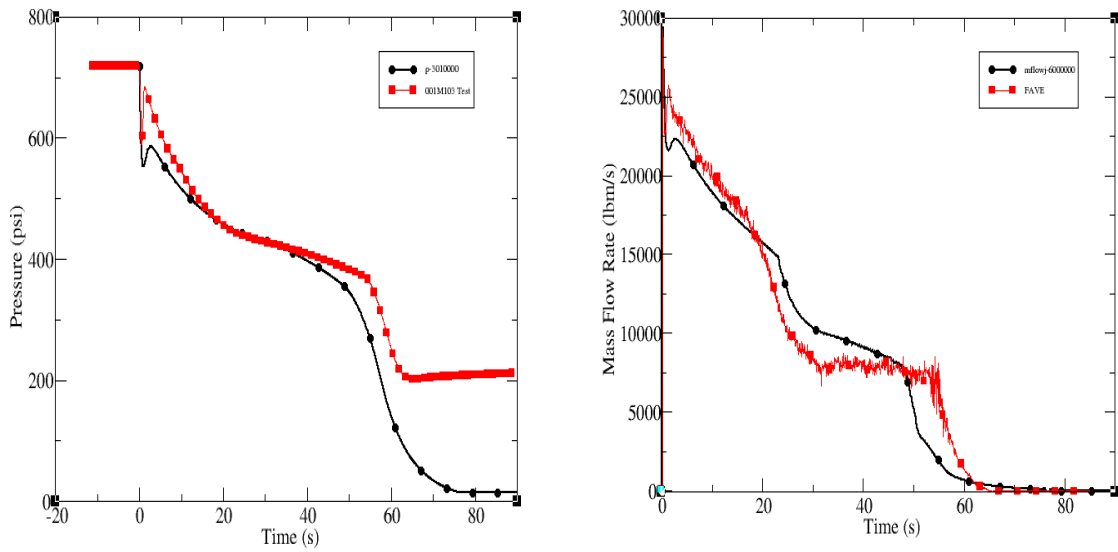 800
600
400
200
0
Pressure (psi)
-20
0
20
40
60
80
Time (s)
p-3010000
001M103 Test
30000
25000
20000
15000
10000
5000
0
Mass Flow Rate (lbm/s)
0
20
40
60
80
Time (s)
mflowj-6000000
FAVE